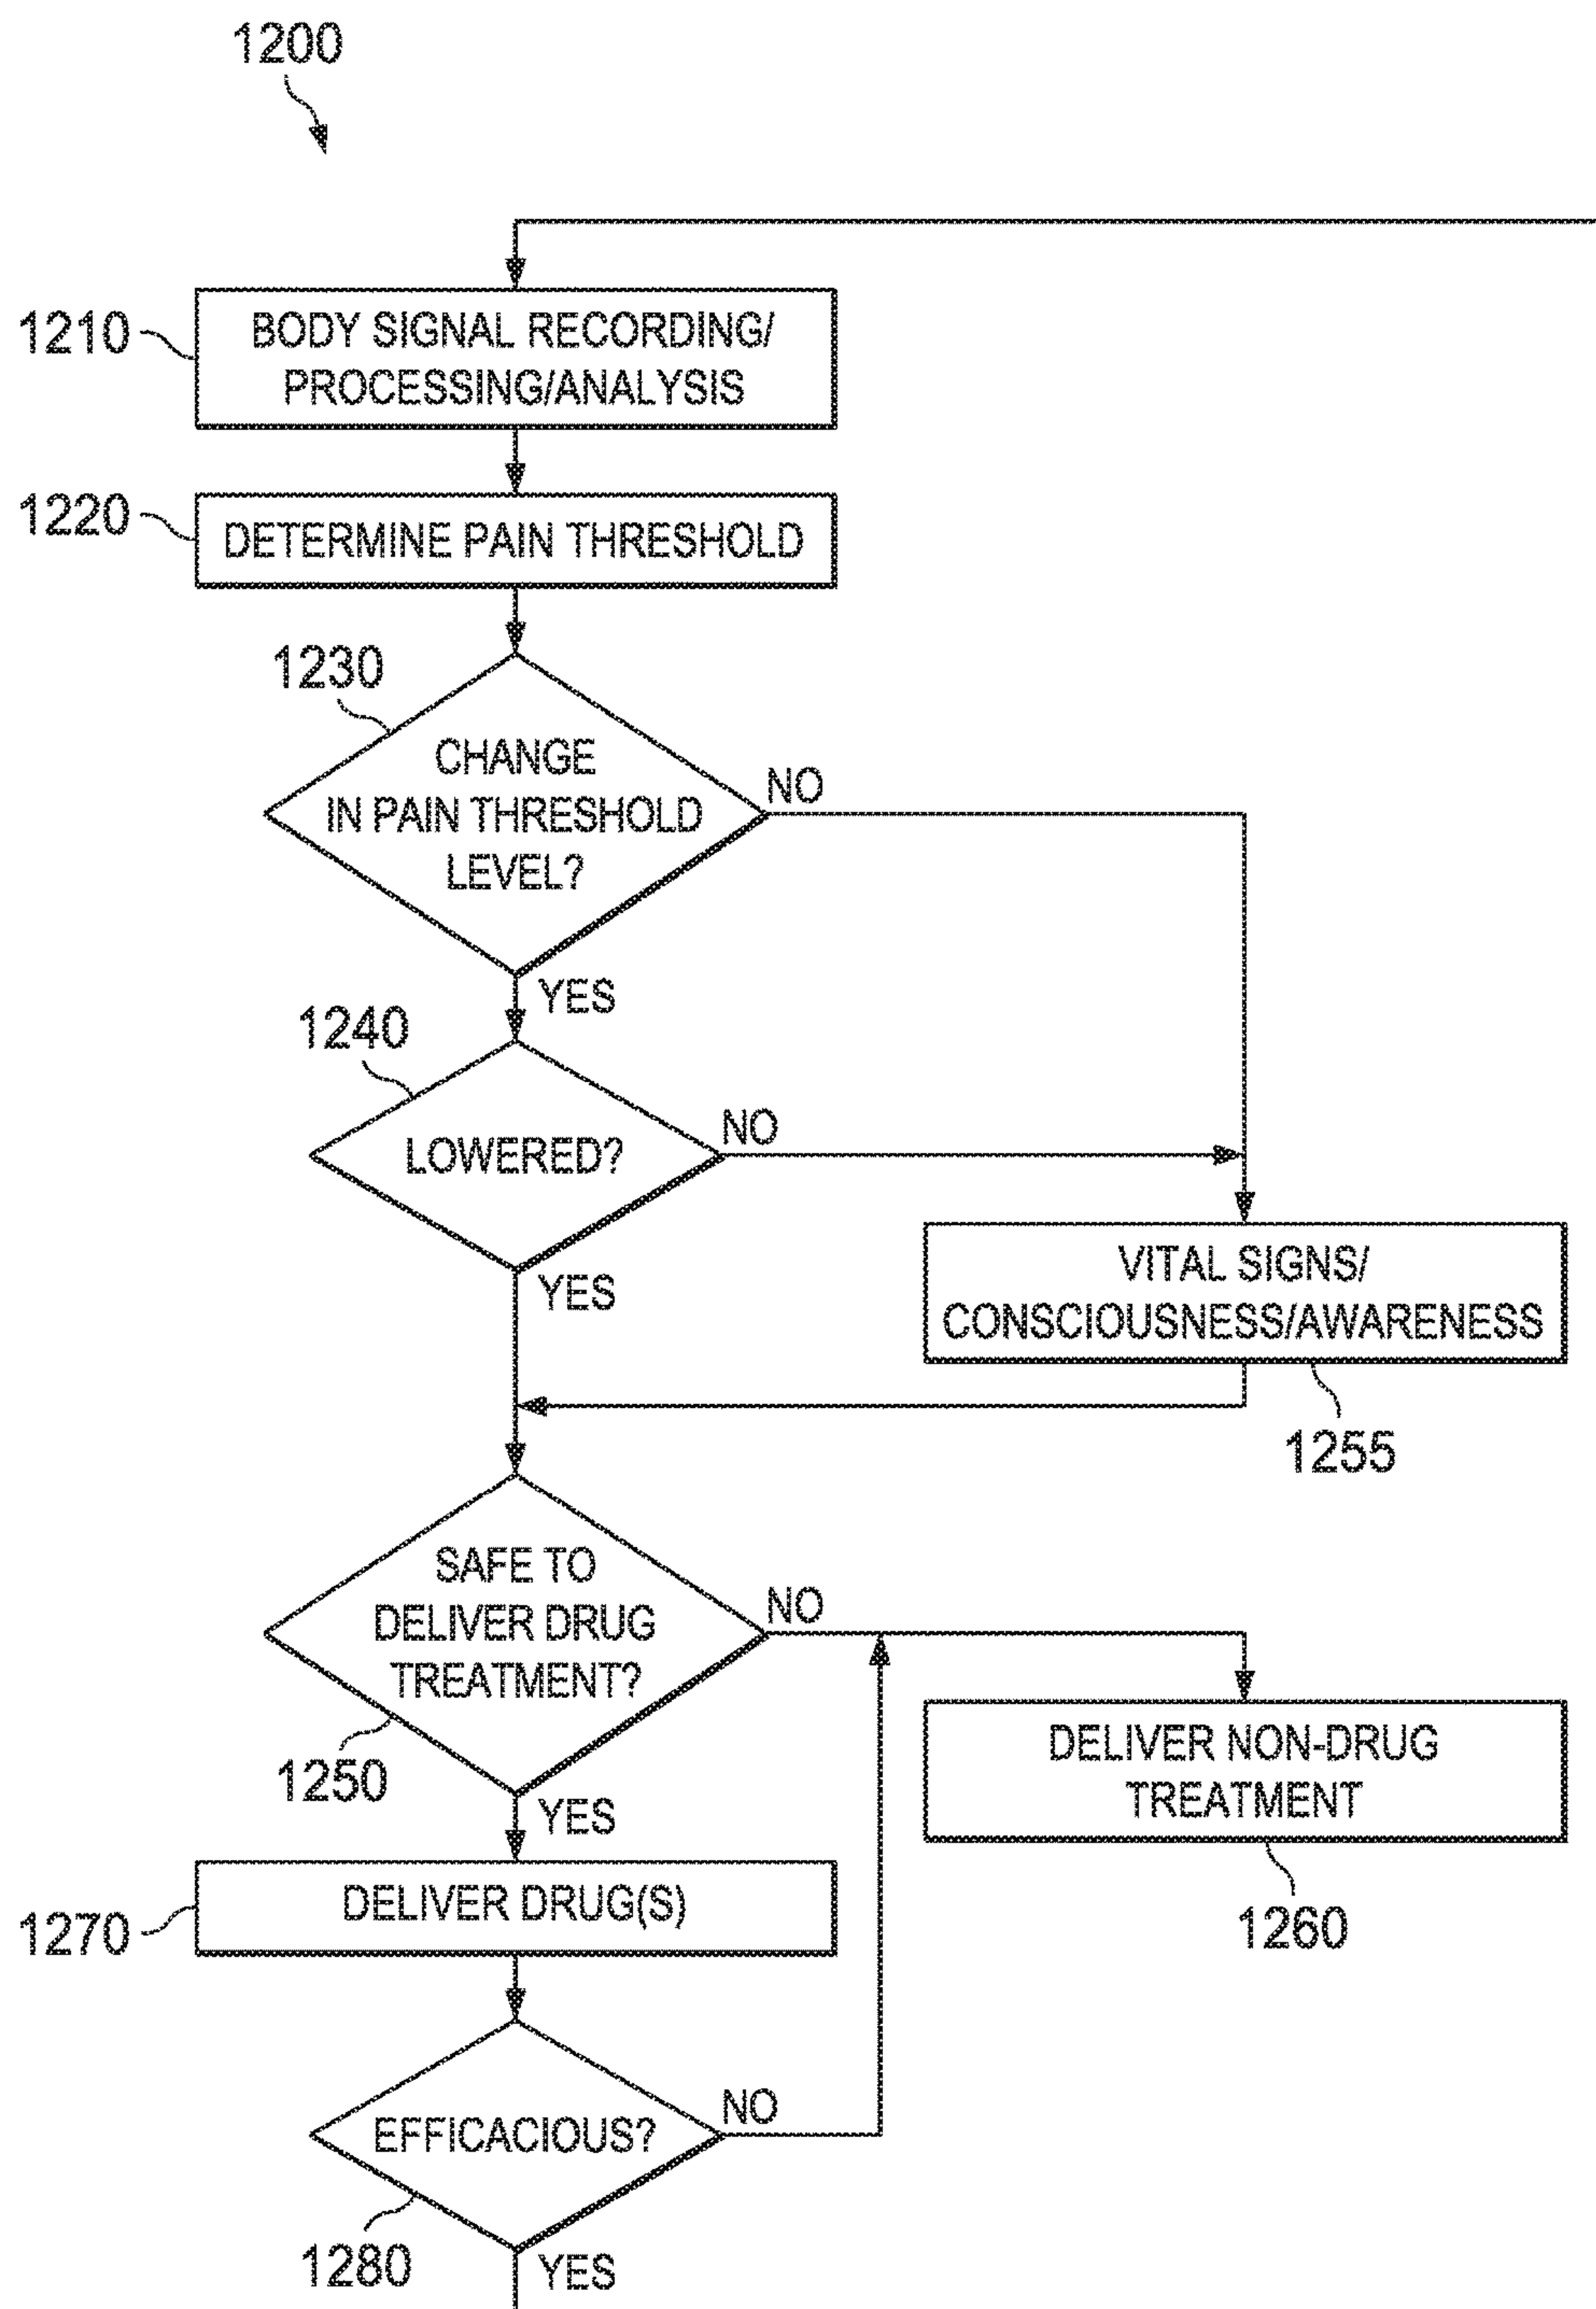 1200
1210
BODY SIGNAL RECORDING/
PROCESSING/ANALYSIS
1220
DETERMINE PAIN THRESHOLD
1230
CHANGE
IN PAIN THRESHOLD
LEVEL?
NO
YES
1240
LOWERED?
NO
YES
VITAL SIGNS/
CONSCIOUSNESS/AWARENESS
1255
SAFE TO
DELIVER DRUG
TREATMENT?
NO
1250
YES
DELIVER NON-DRUG
TREATMENT
1260
1270
DELIVER DRUG(S)
EFFICACIOUS?
NO
1280
YES